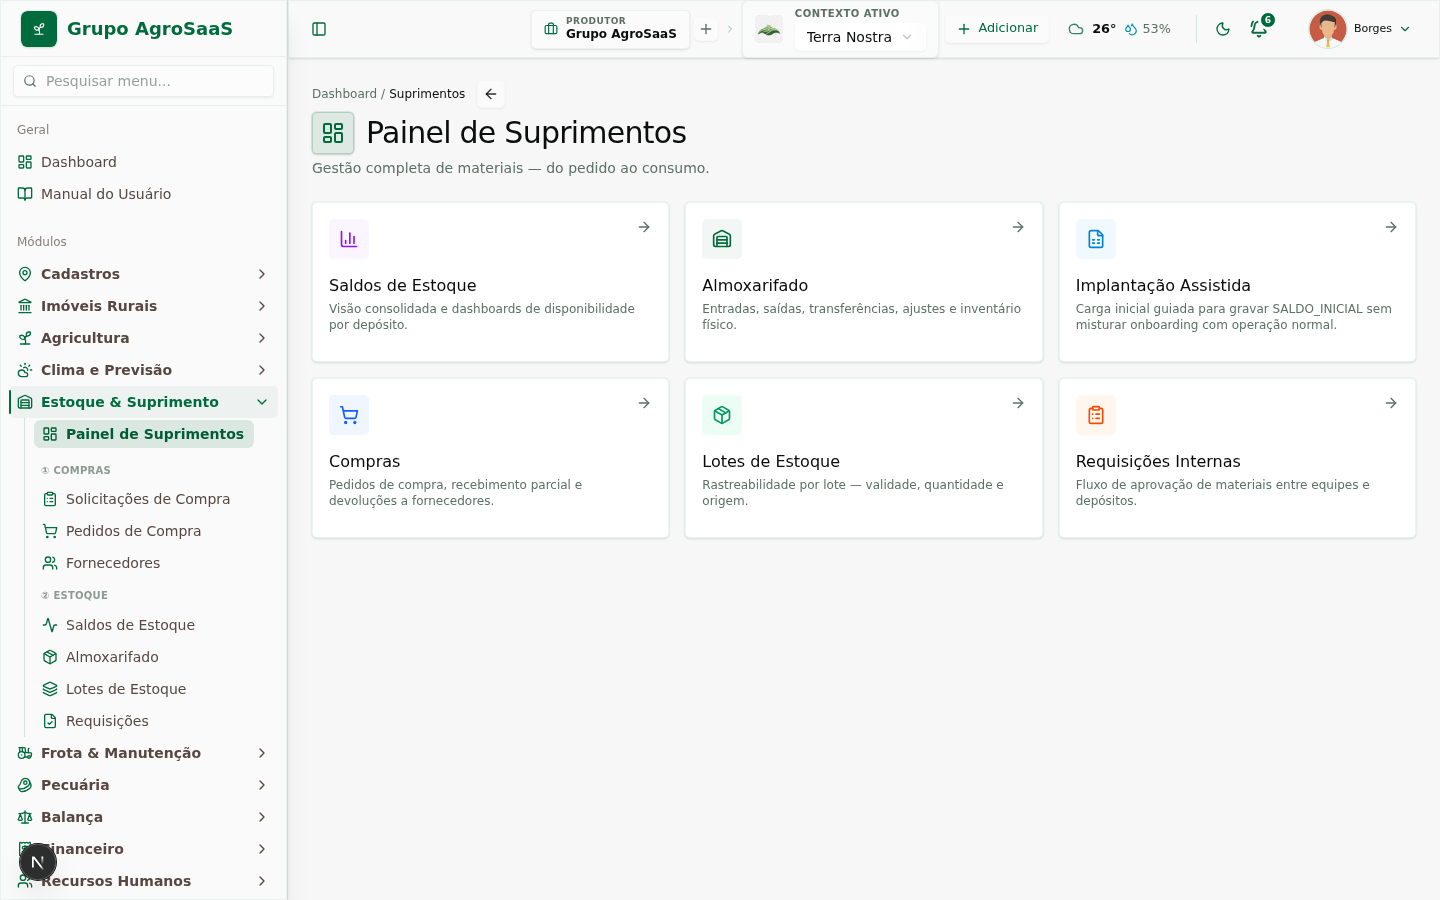 Grupo AgroSaaS
Pesquisar menu...
Geral
Dashboard
Manual do Usuário
Módulos
Cadastros
Imóveis Rurais
Agricultura
Clima e Previsão
Estoque & Suprimento
Painel de Suprimentos
① COMPRAS
Solicitações de Compra
Pedidos de Compra
Fornecedores
② ESTOQUE
Saldos de Estoque
Almoxarifado
Lotes de Estoque
Requisições
Frota & Manutenção
Pecuária
Balança
Financeiro
Recursos Humanos
N
PRODUTOR
Grupo AgroSaaS
CONTEXTO ATIVO
Terra Nostra
Adicionar
26° 53%
6
Borges
Dashboard / Suprimentos
Painel de Suprimentos
Gestão completa de materiais — do pedido ao consumo.
Saldos de Estoque
Visão consolidada e dashboards de disponibilidade
por depósito.
Almoxarifado
Entradas, saídas, transferências, ajustes e inventário
físico.
Implantação Assistida
Carga inicial guiada para gravar SALDO_INICIAL sem
misturar onboarding com operação normal.
Compras
Pedidos de compra, recebimento parcial e
devoluções a fornecedores.
Lotes de Estoque
Rastreabilidade por lote — validade, quantidade e
origem.
Requisições Internas
Fluxo de aprovação de materiais entre equipes e
depósitos.